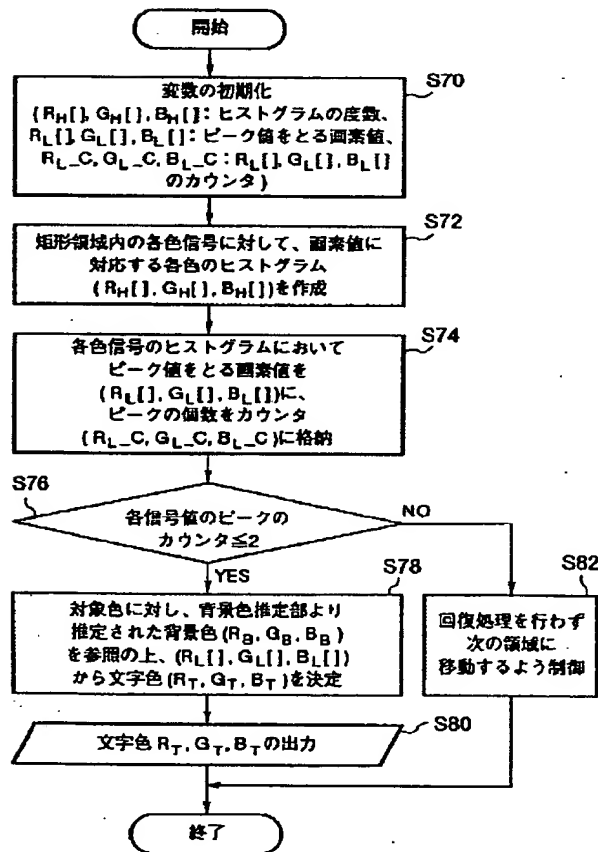 開始
S70
変数の初期化
(R_H[], G_H[], B_H[]:ヒストグラムの度数、
R_L[], G_L[], B_L[]:ピーク値をとる画素値、
R_L_C, G_L_C, B_L_C:R_L[], G_L[], B_L[]
のカウンタ)
S72
矩形領域内の各色信号に対して、画素値に
対応する各色のヒストグラム
(R_H[], G_H[], B_H[])を作成
S74
各色信号のヒストグラムにおいて
ピーク値をとる画素値を
(R_L[], G_L[], B_L[])に、
ピークの個数をカウンタ
(R_L_C, G_L_C, B_L_C)に格納
S76
各信号値のピークの
カウンタ≦2
NO
YES
S78
対象色に対し、背景色推定部より
推定された背景色(R_B, G_B, B_B)
を参照の上、(R_L[], G_L[], B_L[])
から文字色(R_T, G_T, B_T)を決定
S82
回復処理を行わず
次の領域に
移動するよう制御
S80
文字色 R_T, G_T, B_Tの出力
終了